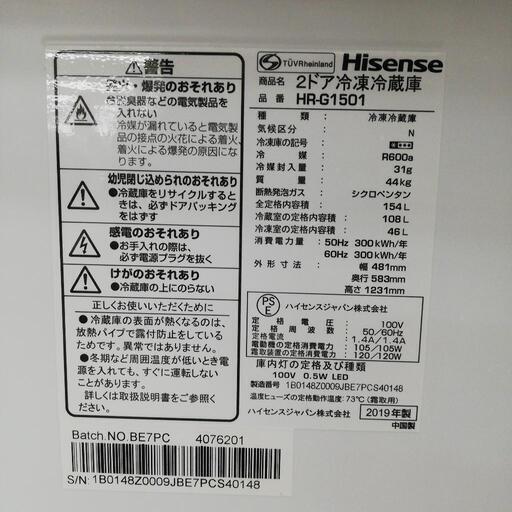 警告
発火・爆発のおそれあり
●脱臭器などの電気製品を
入れない
冷媒が漏れていると電気製
品の接点の火花による着火、
着火による爆発の原因にな
ります。
幼児閉じ込められのおそれあり
●冷蔵庫をリサイクルするとき
は、必ずドアパッキング
をはずす
感電のおそれあり
●お手入れの際は、
必ず電源プラグを抜く
けがのおそれあり
●冷蔵庫の上にのらない
正しくお使いいただくために
●冷蔵庫の表面が熱くなるのは、
放熱パイプで露付防止をしている
ためです。異常ではありません。
●冬期など周囲温度が低いとき電
源を入れても、すぐに運転しない
ことがあります。
詳しくは取扱説明書をご覧ください。
Batch.NO.BE7PC 4076201
S/N: 1B0148Z0009JBE7PCS40148
TÜVRheinland Hisense
商品名 2ドア冷凍冷蔵庫
品番 HR-G1501
種類： 冷凍冷蔵庫
気候区分： N
冷凍庫の記号：
冷媒： R600a
冷媒封入量： 31g
質量： 44kg
断熱発泡ガス： シクロペンタン
全定格内容積： 154L
冷蔵室の定格内容積： 108L
冷凍室の定格内容積： 46L
消費電力量： 50Hz 300kWh/年
60Hz 300kWh/年
外形寸法： 幅 481mm
奥行 583mm
高さ 1231mm
PS
E
ハイセンスジャパン株式会社
定格電圧： 100V
定格周波数： 50/60Hz
定格電流： 1.4A/1.4A
電動機の定格消費電力： 105/105W
霜取装置の定格消費電力： 120/120W
庫内灯の定格及び種類
100V 0.5W LED
製造番号 1B0148Z0009JBE7PCS40148
温度ヒューズの定格動作温度：73℃（霜取用）
ハイセンスジャパン株式会社 2019年製
中国製